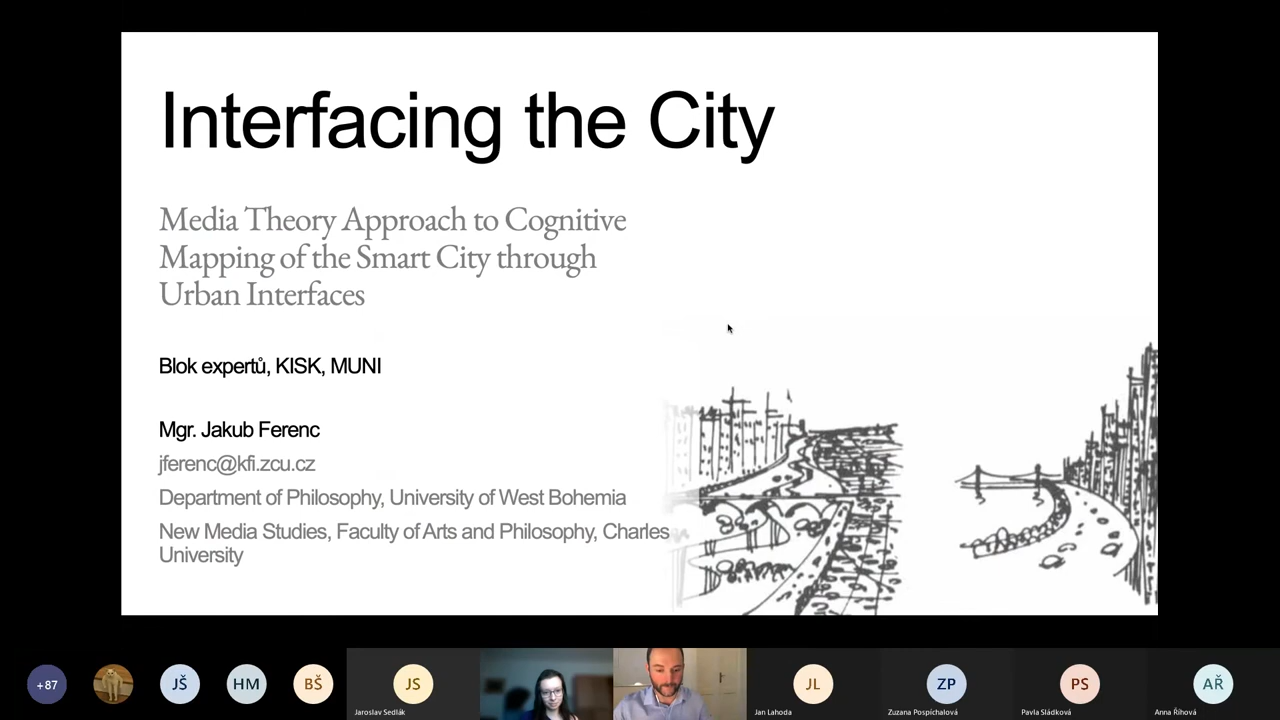 Interfacing the City
Media Theory Approach to Cognitive
Mapping of the Smart City through
Urban Interfaces
Blok expertů, KISK, MUNI
Mgr. Jakub Ferenc
jferenc@kfi.zcu.cz
Department of Philosophy, University of West Bohemia
New Media Studies, Faculty of Arts and Philosophy, Charles
University
+87
JŠ
HM
BŠ
JS
Jaroslav Sedlák
JL
Jan Lahoda
ZP
Zuzana Pospíchalová
PS
Pavla Sládková
AŘ
Anna Říhová